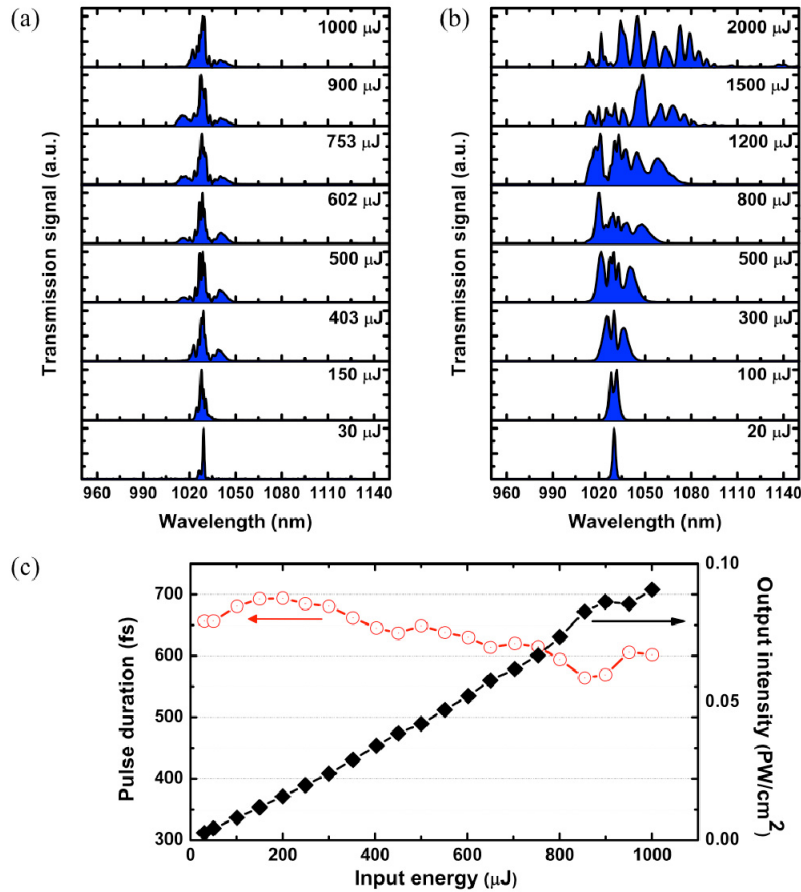 (a)
1000 μJ
900 μJ
753 μJ
602 μJ
500 μJ
403 μJ
150 μJ
30 μJ
Transmission signal (a.u.)
960 990 1020 1050 1080 1110 1140
Wavelength (nm)
(b)
2000 μJ
1500 μJ
1200 μJ
800 μJ
500 μJ
300 μJ
100 μJ
20 μJ
Transmission signal (a.u.)
960 990 1020 1050 1080 1110 1140
Wavelength (nm)
(c)
700
600
500
400
300
Pulse duration (fs)
0.10
0.05
0.00
Output intensity (PW/cm²)
0 200 400 600 800 1000
Input energy (μJ)